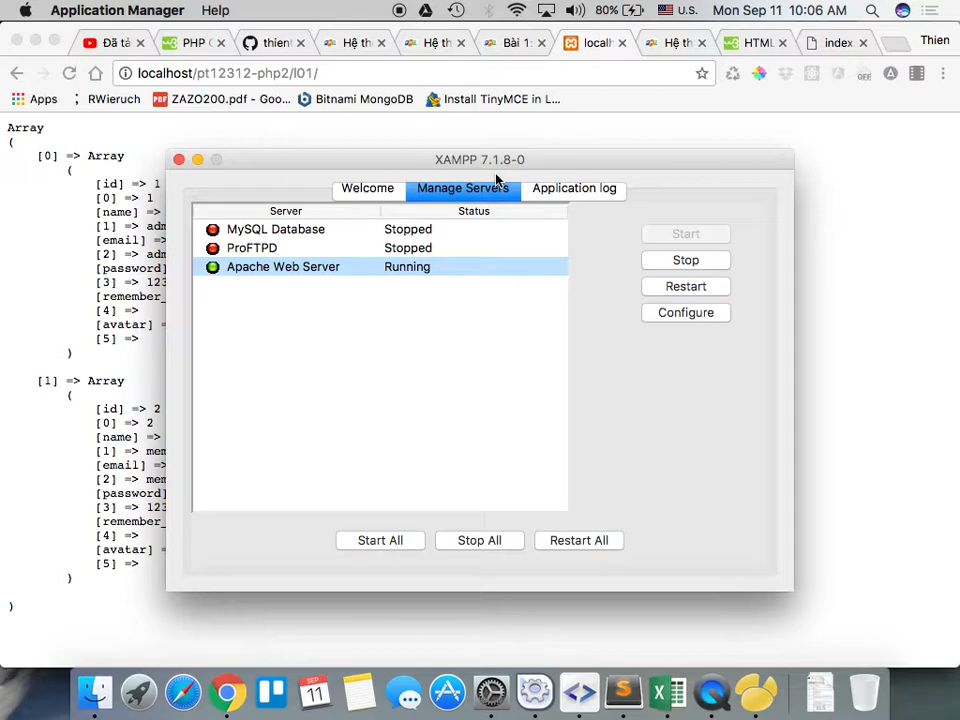 Application Manager Help 80% U.S. Mon Sep 11 10:06 AM
Đã tả PHP thient Hệ th Hệ th Bài 1: localh Hệ th HTML index Thien
localhost/pt12312-php2/l01/
Apps RWieruch ZAZO200.pdf - Goo... Bitnami MongoDB Install TinyMCE in L...
Array
(
[0] => Array
(
[id] => 1
[0] => 1
[name] =>
[1] => adm
[email] =>
[2] => adm
[password]
[3] => 123
[remember_
[4] =>
[avatar] =
[5] =>
)
[1] => Array
(
[id] => 2
[0] => 2
[name] =>
[1] => mem
[email] =>
[2] => mem
[password]
[3] => 123
[remember_
[4] =>
[avatar] =
[5] =>
)
)
XAMPP 7.1.8-0
Welcome Manage Servers Application log
Server Status
MySQL Database Stopped
ProFTPD Stopped
Apache Web Server Running
Start
Stop
Restart
Configure
Start All Stop All Restart All
SEP
11